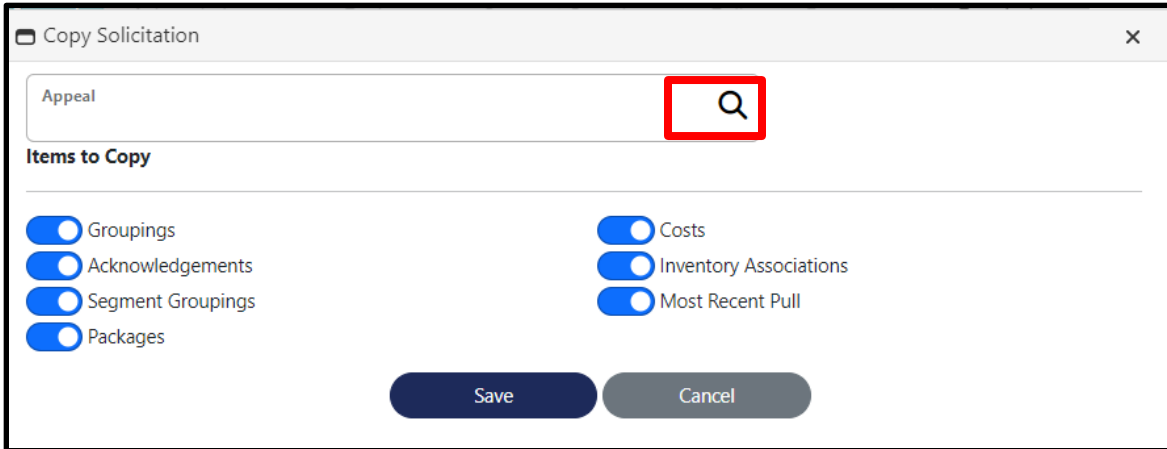 Copy Solicitation
Appeal
Items to Copy
Groupings
Costs
Acknowledgements
Inventory Associations
Segment Groupings
Most Recent Pull
Packages
Save
Cancel